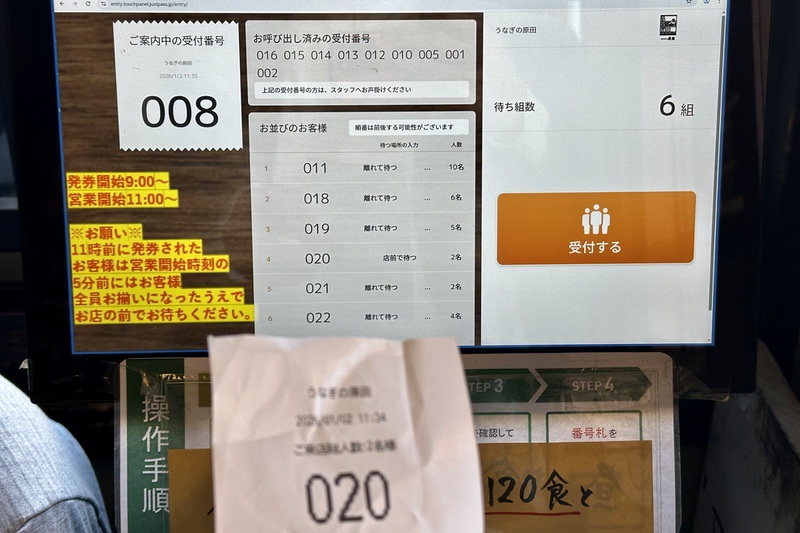 entry.touchpanel.justpass.jp/entry/
ご案内中の受付番号
うなぎの原田
2026/1/2 11:55
008
発券開始9:00～
営業開始11:00～
※お願い※
11時前に発券された
お客様は営業開始時刻の
5分前にはお客様
全員お揃いになったうえで
お店の前でお待ちください。
お呼び出し済みの受付番号
016 015 014 013 012 010 005 001
002
上記の受付番号の方は、スタッフへお声掛けください
お並びのお客様
順番は前後する可能性がございます
待つ場所の入力 人数
1 011 離れて待つ ... 10名
2 018 離れて待つ ... 6名
3 019 離れて待つ ... 5名
4 020 店前で待つ 2名
5 021 離れて待つ ... 2名
6 022 離れて待つ ... 4名
うなぎの原田
待ち組数 6 組
受付する
操作手順
STEP 3
STEP 4
を確認して
番号札を
120食と
うなぎの原田
2026/01/02 11:34
ご来店総人数:2名様
020